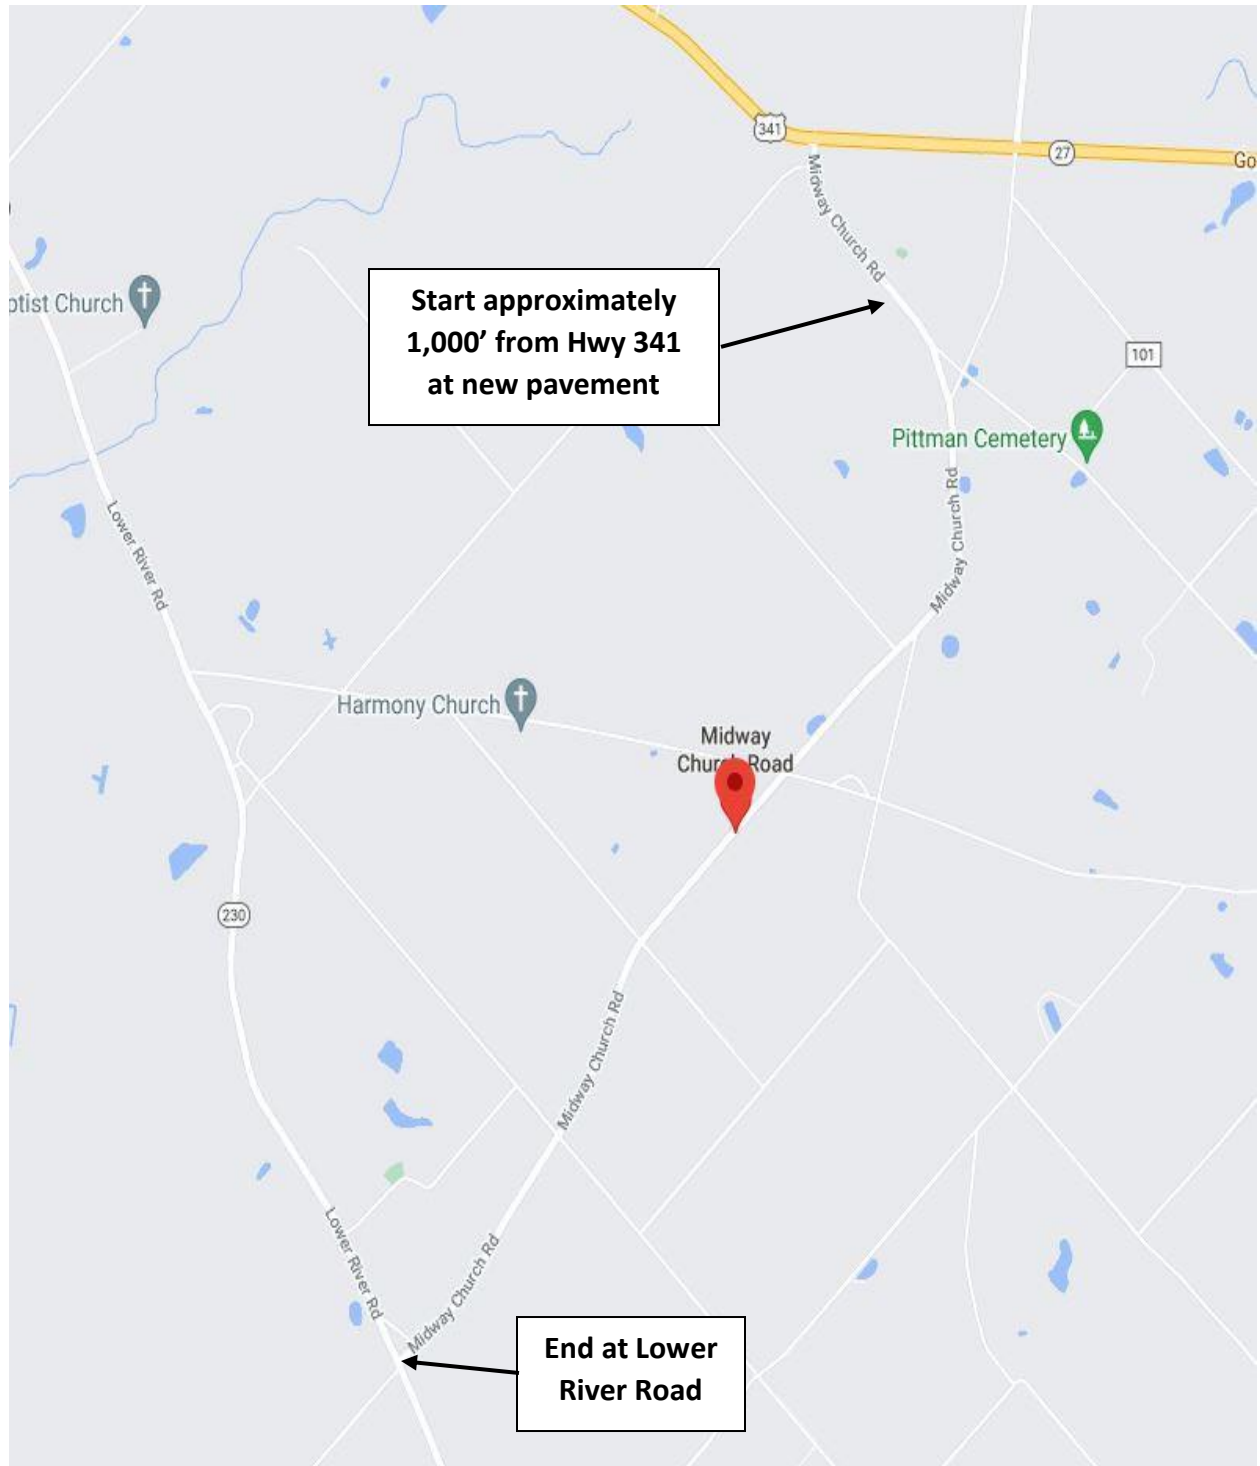 341
27
Go
Midway Church Rd
ptist Church
Start approximately
1,000’ from Hwy 341
at new pavement
101
Pittman Cemetery
Midway Church Rd
Lower River Rd
Harmony Church
Midway
Church Road
230
Midway Church Rd
Lower River Rd
Midway Church Rd
End at Lower
River Road